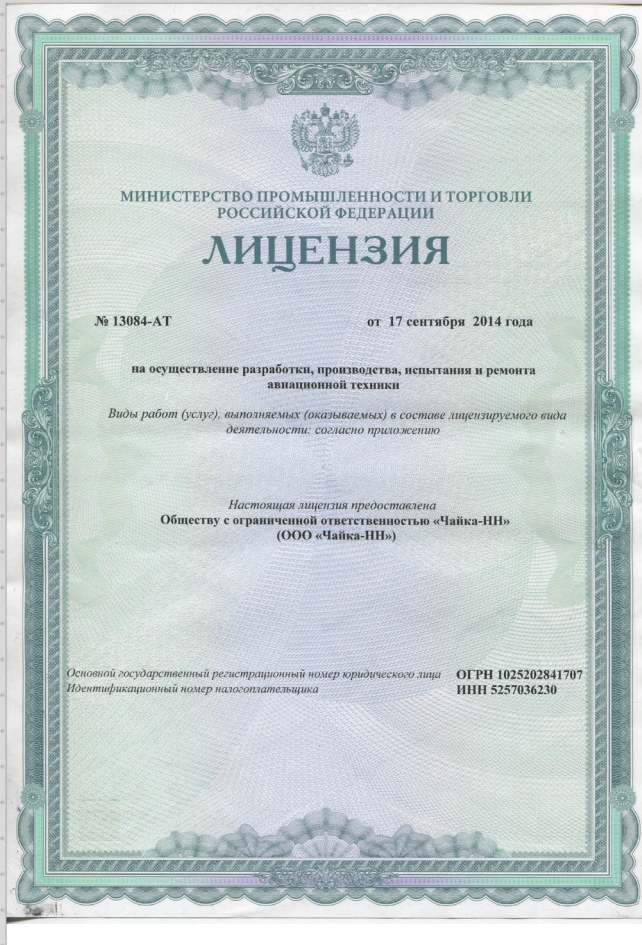 МИНИСТЕРСТВО ПРОМЫШЛЕННОСТИ И ТОРГОВЛИ
РОССИЙСКОЙ ФЕДЕРАЦИИ
ЛИЦЕНЗИЯ
№ 13084-АТ от 17 сентября 2014 года
на осуществление разработки, производства, испытания и ремонта
авиационной техники
Виды работ (услуг), выполняемых (оказываемых) в составе лицензируемого вида
деятельности: согласно приложению
Настоящая лицензия предоставлена
Обществу с ограниченной ответственностью «Чайка-НН»
(ООО «Чайка-НН»)
Основной государственный регистрационный номер юридического лица ОГРН 1025202841707
Идентификационный номер налогоплательщика ИНН 5257036230